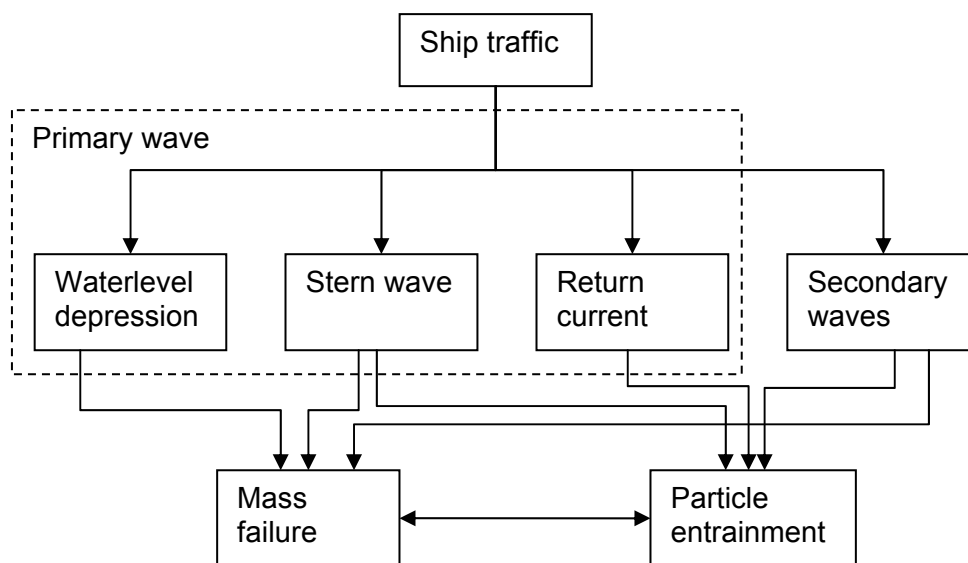 Ship traffic
Primary wave
Waterlevel
depression
Stern wave
Return
current
Secondary
waves
Mass
failure
Particle
entrainment